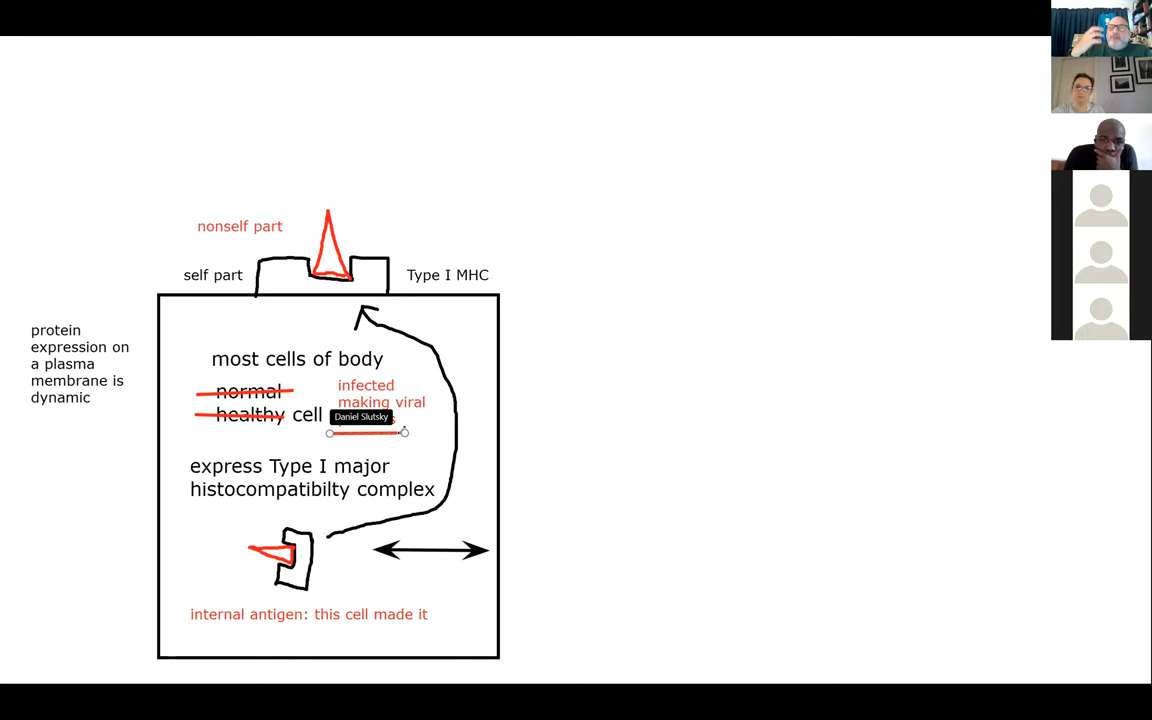 nonself part
self part
Type I MHC
protein
expression on
a plasma
membrane is
dynamic
most cells of body
normal
healthy cell
infected
making viral
Daniel Slutsky
express Type I major
histocompatibilty complex
internal antigen: this cell made it